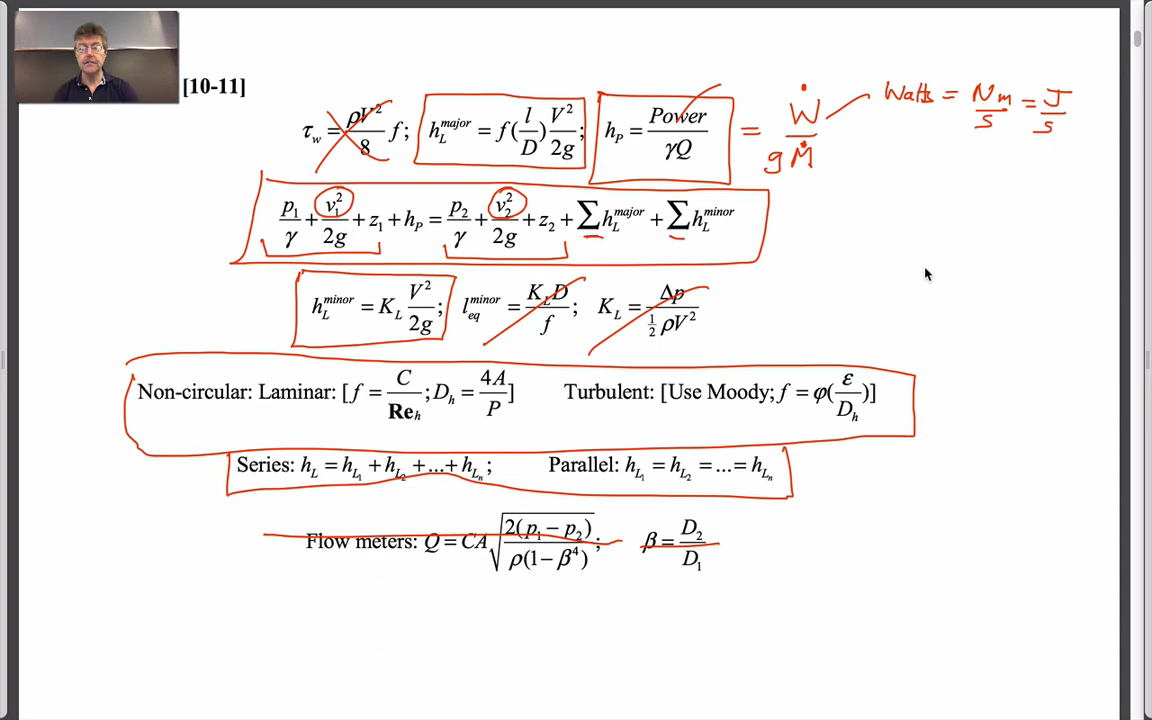 [10-11]
τ_w = ρV²/8 f; h_L^major = f(l/D) V²/2g; h_P = Power/γQ = Ẇ/gṀ Watts = Nm/s = J/s
p₁/γ + v₁²/2g + z₁ + h_P = p₂/γ + v₂²/2g + z₂ + ∑h_L^major + ∑h_L^minor
h_L^minor = K_L V²/2g; l_eq^minor = K_L D/f; K_L = Δp/½ρV²
Non-circular: Laminar: [f = C/Re_h; D_h = 4A/P] Turbulent: [Use Moody; f = φ(ε/D_h)]
Series: h_L = h_L₁ + h_L₂ +...+ h_Lₙ; Parallel: h_L₁ = h_L₂ = ... = h_Lₙ
Flow meters: Q = CA√(2(p₁ − p₂)/ρ(1 − β⁴)); β = D₂/D₁